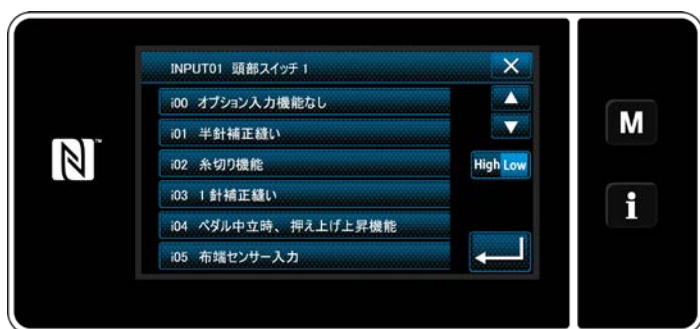 INPUT01 頭部スイッチ 1
i00 オプション入力機能なし
i01 半針補正縫い
i02 糸切り機能
High Low
i03 1 針補正縫い
i04 ペダル中立時、 押え上げ上昇機能
i05 布端センサー入力
N
M
i